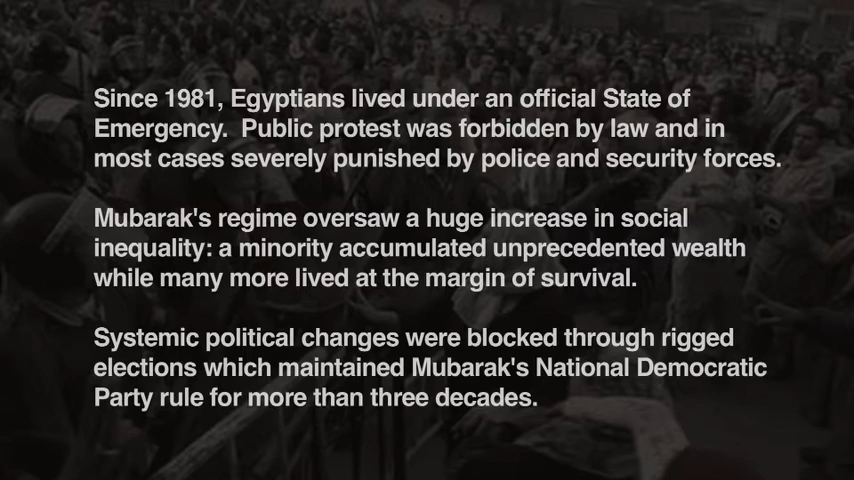 Since 1981, Egyptians lived under an official State of
Emergency.  Public protest was forbidden by law and in
most cases severely punished by police and security forces.
Mubarak's regime oversaw a huge increase in social
inequality: a minority accumulated unprecedented wealth
while many more lived at the margin of survival.
Systemic political changes were blocked through rigged
elections which maintained Mubarak's National Democratic
Party rule for more than three decades.